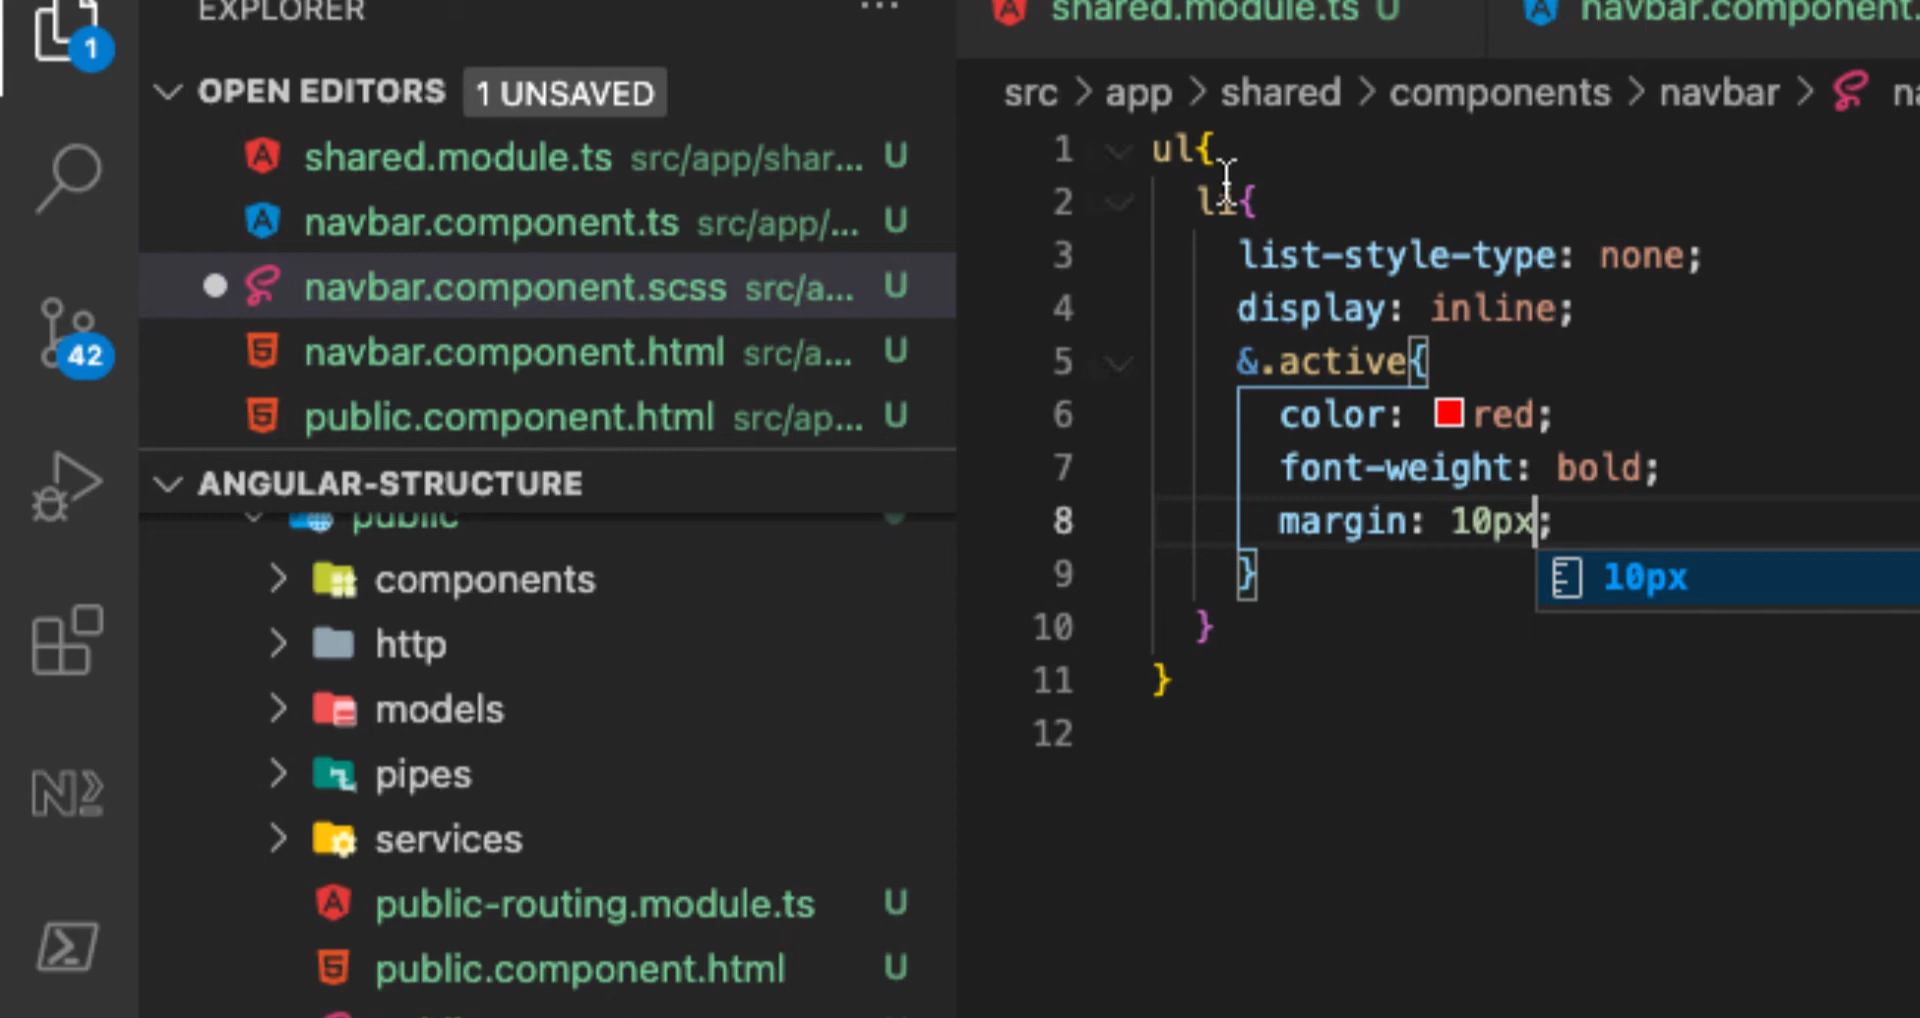 EXPLORER
...
shared.module.ts U
navbar.component.
1
OPEN EDITORS 1 UNSAVED
shared.module.ts src/app/shar... U
navbar.component.ts src/app/... U
navbar.component.scss src/a... U
navbar.component.html src/a... U
public.component.html src/ap... U
42
ANGULAR-STRUCTURE
public
components
http
models
pipes
services
public-routing.module.ts U
public.component.html U
src > app > shared > components > navbar >
1 ul{
2 li{
3 list-style-type: none;
4 display: inline;
5 &.active{
6 color: red;
7 font-weight: bold;
8 margin: 10px;
10px
9 }
10 }
11 }
12